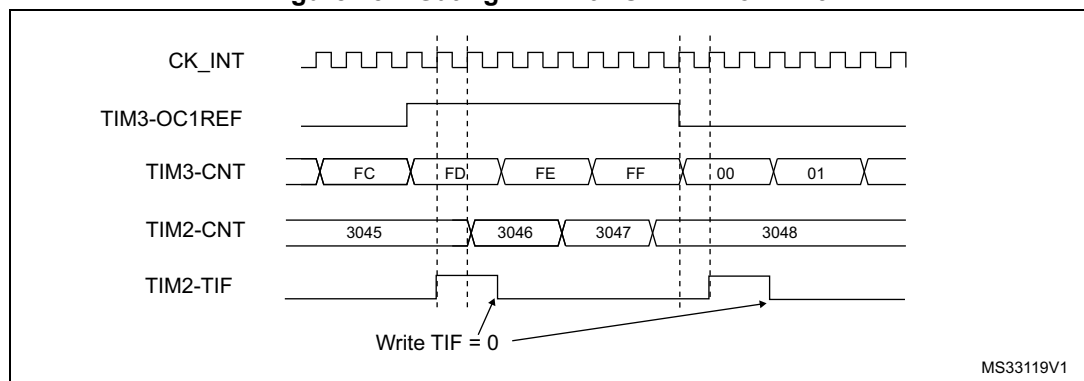 CK_INT
TIM3-OC1REF
TIM3-CNT FC FD FE FF 00 01
TIM2-CNT 3045 3046 3047 3048
TIM2-TIF
Write TIF = 0
MS33119V1